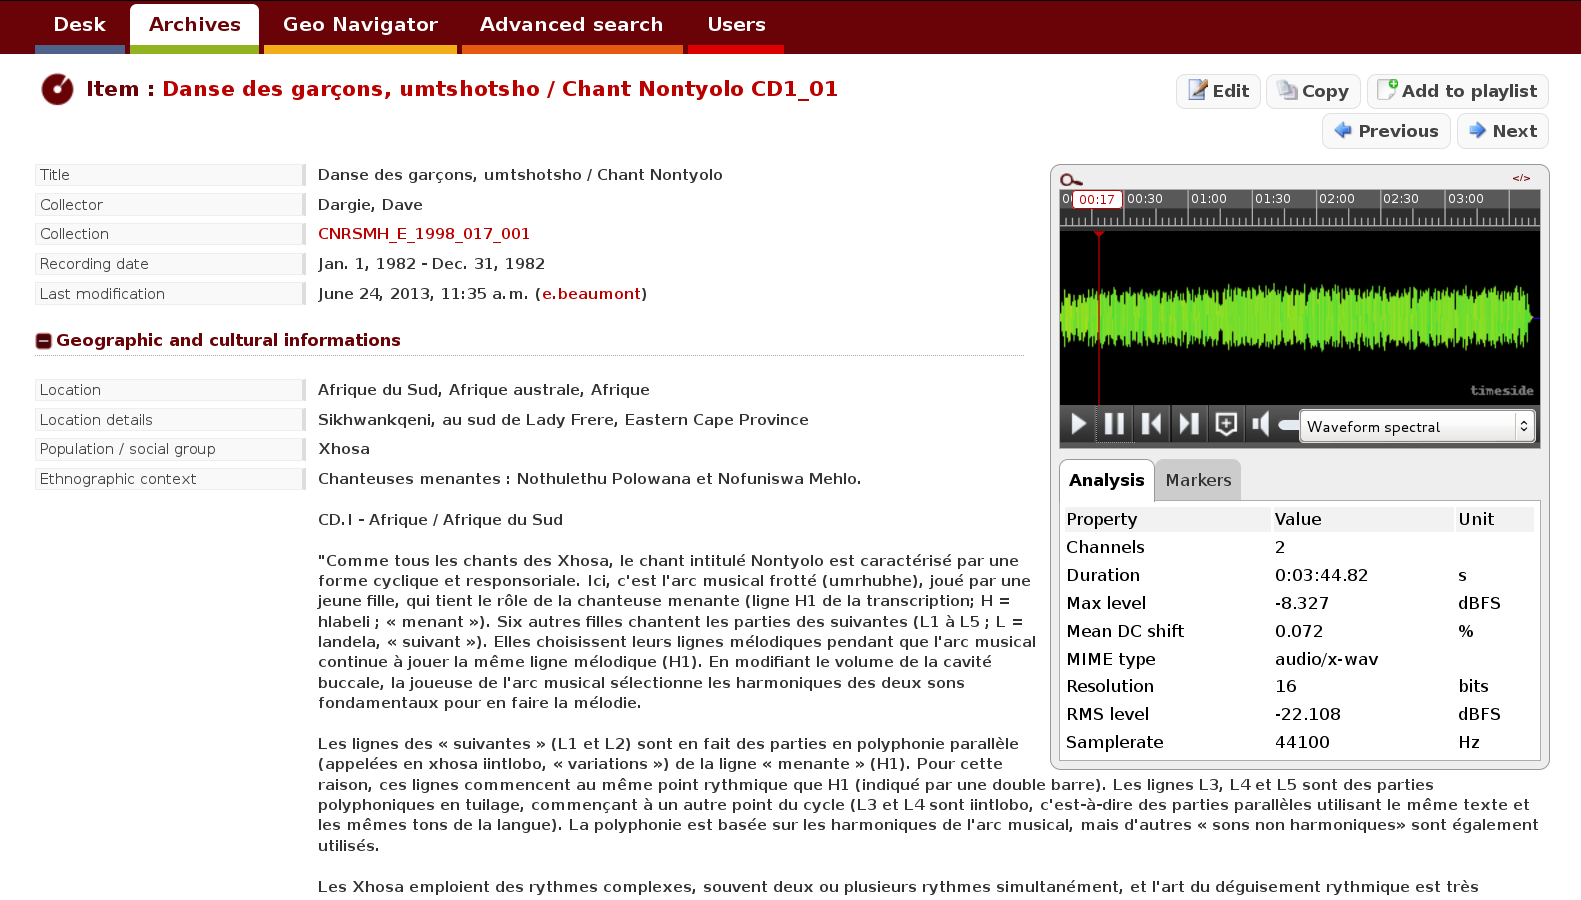 Desk Archives Geo Navigator Advanced search Users
Item : Danse des garçons, umtshotsho / Chant Nontyolo CD1_01
Edit Copy Add to playlist
Previous Next
Title Danse des garçons, umtshotsho / Chant Nontyolo
Collector Dargie, Dave
Collection CNRSMH_E_1998_017_001
Recording date Jan. 1, 1982 - Dec. 31, 1982
Last modification June 24, 2013, 11:35 a.m. (e.beaumont)
Geographic and cultural informations
Location Afrique du Sud, Afrique australe, Afrique
Location details Sikhwankqeni, au sud de Lady Frere, Eastern Cape Province
Population / social group Xhosa
Ethnographic context Chanteuses menantes : Nothulethu Polowana et Nofuniswa Mehlo.
CD.I - Afrique / Afrique du Sud
"Comme tous les chants des Xhosa, le chant intitulé Nontyolo est caractérisé par une
forme cyclique et responsoriale. Ici, c'est l'arc musical frotté (umrhubhe), joué par une
jeune fille, qui tient le rôle de la chanteuse menante (ligne H1 de la transcription; H =
hlabeli ; « menant »). Six autres filles chantent les parties des suivantes (L1 à L5 ; L =
landela, « suivant »). Elles choisissent leurs lignes mélodiques pendant que l'arc musical
continue à jouer la même ligne mélodique (H1). En modifiant le volume de la cavité
buccale, la joueuse de l'arc musical sélectionne les harmoniques des deux sons
fondamentaux pour en faire la mélodie.
Les lignes des « suivantes » (L1 et L2) sont en fait des parties en polyphonie parallèle
(appelées en xhosa iintlobo, « variations ») de la ligne « menante » (H1). Pour cette
raison, ces lignes commencent au même point rythmique que H1 (indiqué par une double barre). Les lignes L3, L4 et L5 sont des parties
polyphoniques en tuilage, commençant à un autre point du cycle (L3 et L4 sont iintlobo, c'est-à-dire des parties parallèles utilisant le même texte et
les mêmes tons de la langue). La polyphonie est basée sur les harmoniques de l'arc musical, mais d'autres « sons non harmoniques» sont également
utilisés.
Les Xhosa emploient des rythmes complexes, souvent deux ou plusieurs rythmes simultanément, et l'art du déguisement rythmique est très
</>
00:17 00:30 01:00 01:30 02:00 02:30 03:00
timeside
Waveform spectral
Analysis Markers
Property Value Unit
Channels 2
Duration 0:03:44.82 s
Max level -8.327 dBFS
Mean DC shift 0.072 %
MIME type audio/x-wav
Resolution 16 bits
RMS level -22.108 dBFS
Samplerate 44100 Hz